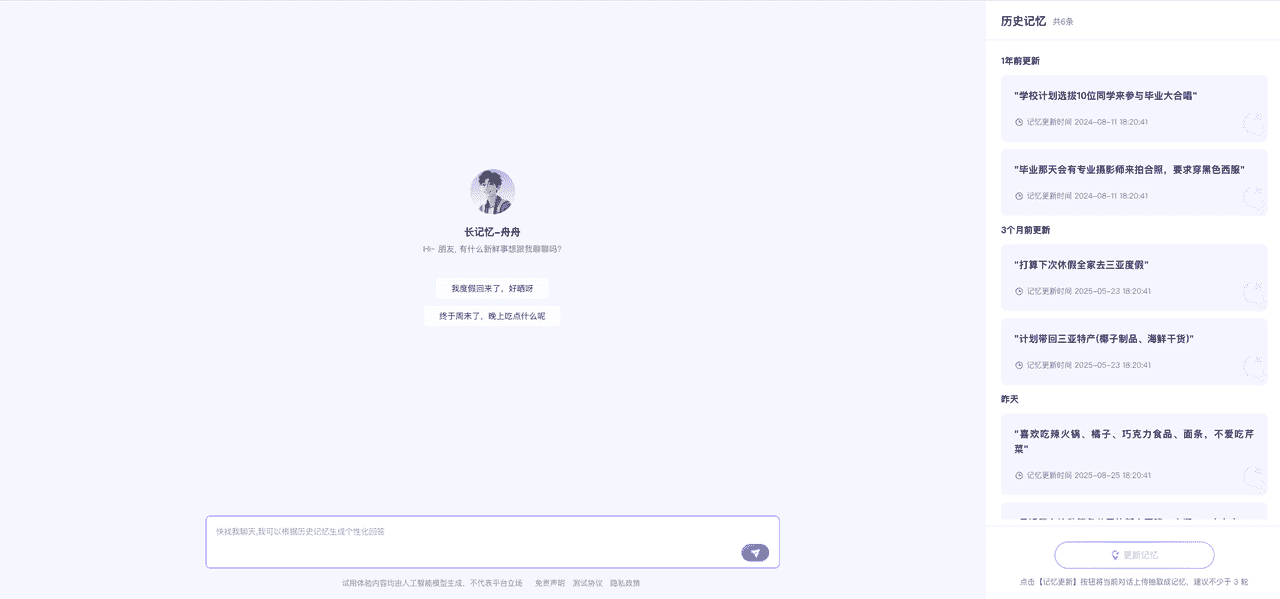 长记忆-舟舟
Hi~ 朋友, 有什么新鲜事想跟我聊聊吗?
我度假回来了，好晒呀
终于周末了，晚上吃点什么呢
快找我聊天,我可以根据历史记忆生成个性化回答
试用体验内容均由人工智能模型生成，不代表平台立场 免责声明 测试协议 隐私政策
历史记忆 共6条
1年前更新
"学校计划选拔10位同学来参与毕业大合唱"
记忆更新时间 2024-08-11 18:20:41
"毕业那天会有专业摄影师来拍合照，要求穿黑色西服"
记忆更新时间 2024-08-11 18:20:41
3个月前更新
"打算下次休假全家去三亚度假"
记忆更新时间 2025-05-23 18:20:41
"计划带回三亚特产(椰子制品、海鲜干货)"
记忆更新时间 2025-05-23 18:20:41
昨天
"喜欢吃辣火锅、橘子、巧克力食品、面条，不爱吃芹
菜"
记忆更新时间 2025-08-25 18:20:41
更新记忆
点击【记忆更新】按钮将当前对话上传抽取成记忆，建议不少于 3 轮